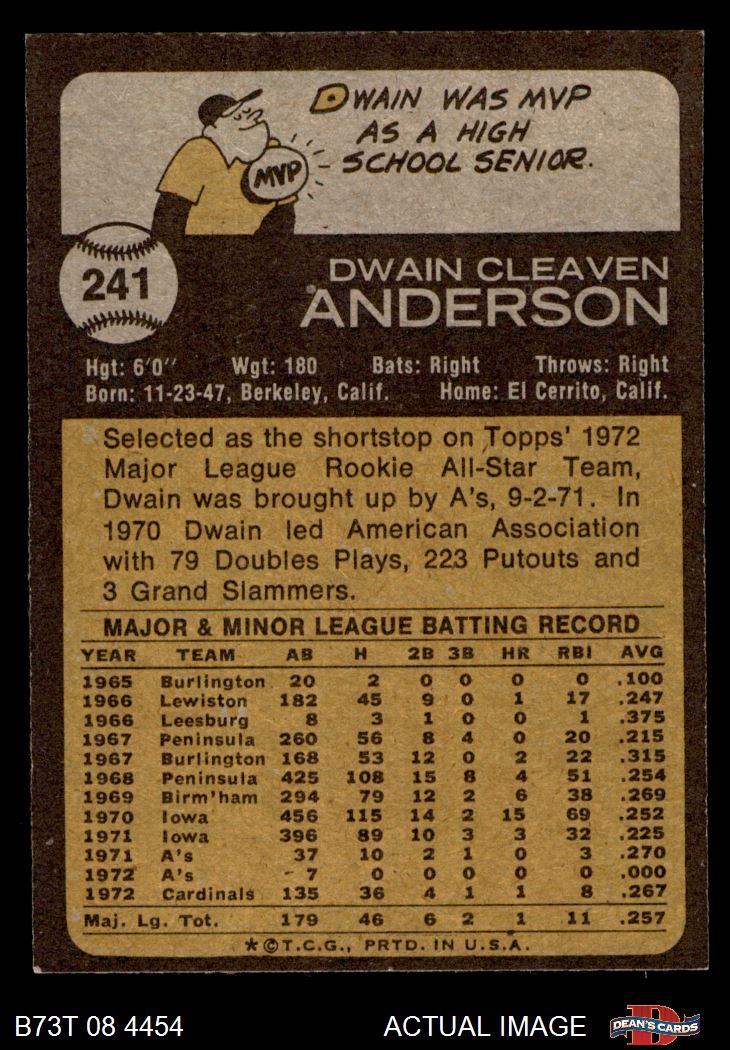 DWAIN WAS MVP
AS A HIGH
SCHOOL SENIOR.
MVP
241
DWAIN CLEAVEN
ANDERSON
Hgt: 6'0'' Wgt: 180 Bats: Right Throws: Right
Born: 11-23-47, Berkeley, Calif. Home: El Cerrito, Calif.
Selected as the shortstop on Topps' 1972
Major League Rookie All-Star Team,
Dwain was brought up by A's, 9-2-71. In
1970 Dwain led American Association
with 79 Doubles Plays, 223 Putouts and
3 Grand Slammers.
MAJOR & MINOR LEAGUE BATTING RECORD
YEAR TEAM AB H 2B 3B HR RBI AVG
1965 Burlington 20 2 0 0 0 0 .100
1966 Lewiston 182 45 9 0 1 17 .247
1966 Leesburg 8 3 1 0 0 1 .375
1967 Peninsula 260 56 8 4 0 20 .215
1967 Burlington 168 53 12 0 2 22 .315
1968 Peninsula 425 108 15 8 4 51 .254
1969 Birm'ham 294 79 12 2 6 38 .269
1970 Iowa 456 115 14 2 15 69 .252
1971 Iowa 396 89 10 3 3 32 .225
1971 A's 37 10 2 1 0 3 .270
1972 A's 7 0 0 0 0 0 .000
1972 Cardinals 135 36 4 1 1 8 .267
Maj. Lg. Tot. 179 46 6 2 1 11 .257
*©T.C.G., PRTD. IN U.S.A.
B73T 08 4454 ACTUAL IMAGE
DEAN'S CARDS